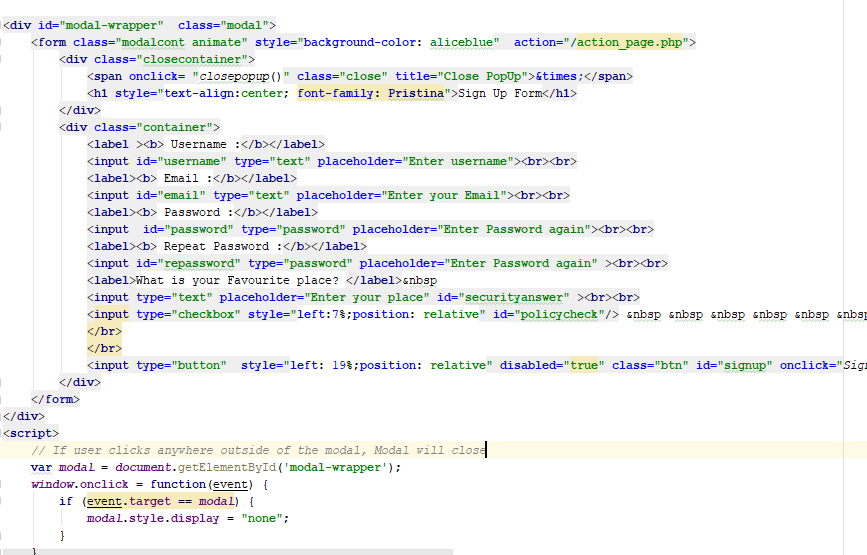 <div id="modal-wrapper"  class="modal">
<form class="modalcont animate" style="background-color: aliceblue"  action="/action_page.php">
<div class="closecontainer">
<span onclick= "closepopup()" class="close" title="Close PopUp">&times;</span>
<h1 style="text-align:center; font-family: Pristina">Sign Up Form</h1>
</div>
<div class="container">
<label ><b> Username :</b></label>
<input id="username" type="text" placeholder="Enter username"><br><br>
<label><b> Email :</b></label>
<input id="email" type="text" placeholder="Enter your Email"><br><br>
<label><b> Password :</b></label>
<input  id="password" type="password" placeholder="Enter Password again"><br><br>
<label><b> Repeat Password :</b></label>
<input id="repassword" type="password" placeholder="Enter Password again" ><br><br>
<label>What is your Favourite place? </label>&nbsp
<input type="text" placeholder="Enter your place" id="securityanswer" ><br><br>
<input type="checkbox" style="left:7%;position: relative" id="policycheck"/> &nbsp &nbsp &nbsp &nbsp &nbsp &nbsp
</br>
</br>
<input type="button"  style="left: 19%;position: relative" disabled="true" class="btn" id="signup" onclick="Sign
</div>
</form>
</div>
<script>
// If user clicks anywhere outside of the modal, Modal will close
var modal = document.getElementById('modal-wrapper');
window.onclick = function(event) {
if (event.target == modal) {
modal.style.display = "none";
}
}